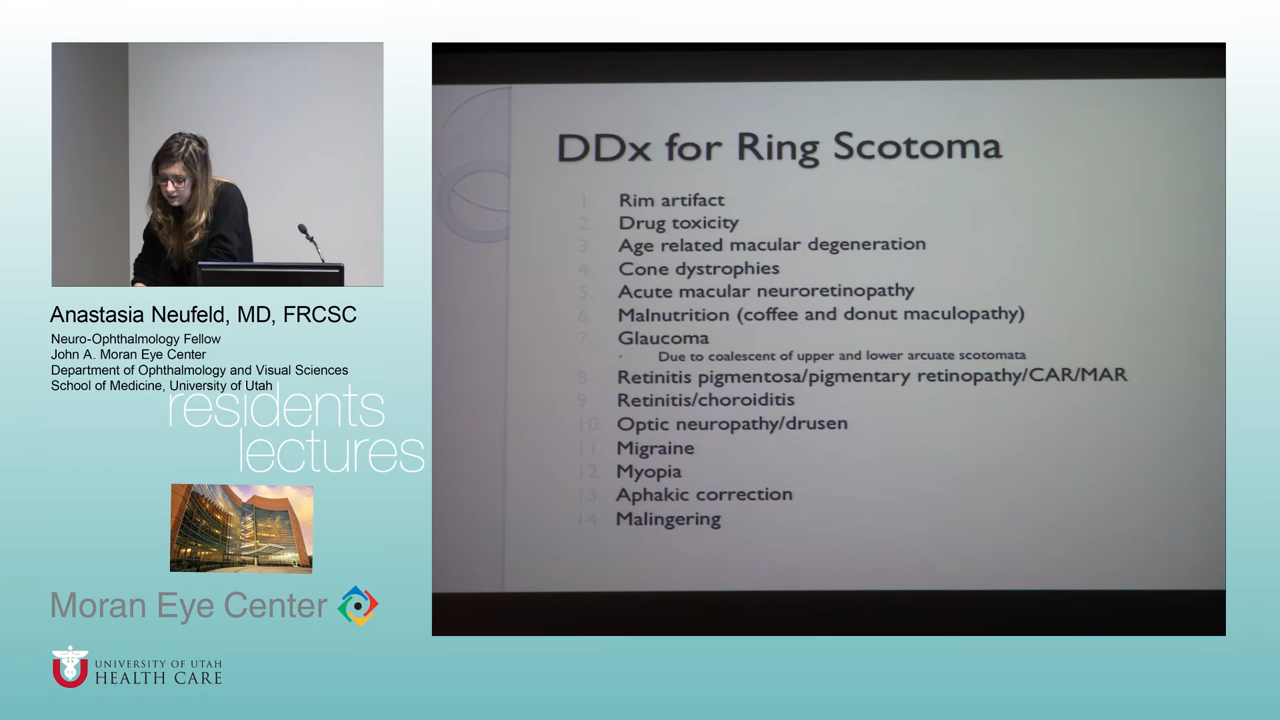 Anastasia Neufeld, MD, FRCSC
Neuro-Ophthalmology Fellow
John A. Moran Eye Center
Department of Ophthalmology and Visual Sciences
School of Medicine, University of Utah
residents
lectures
Moran Eye Center
UNIVERSITY OF UTAH
HEALTH CARE
DDx for Ring Scotoma
1. Rim artifact
2. Drug toxicity
3. Age related macular degeneration
4. Cone dystrophies
5. Acute macular neuroretinopathy
6. Malnutrition (coffee and donut maculopathy)
7. Glaucoma
Due to coalescent of upper and lower arcuate scotomata
8. Retinitis pigmentosa/pigmentary retinopathy/CAR/MAR
9. Retinitis/choroiditis
10. Optic neuropathy/drusen
11. Migraine
12. Myopia
13. Aphakic correction
14. Malingering